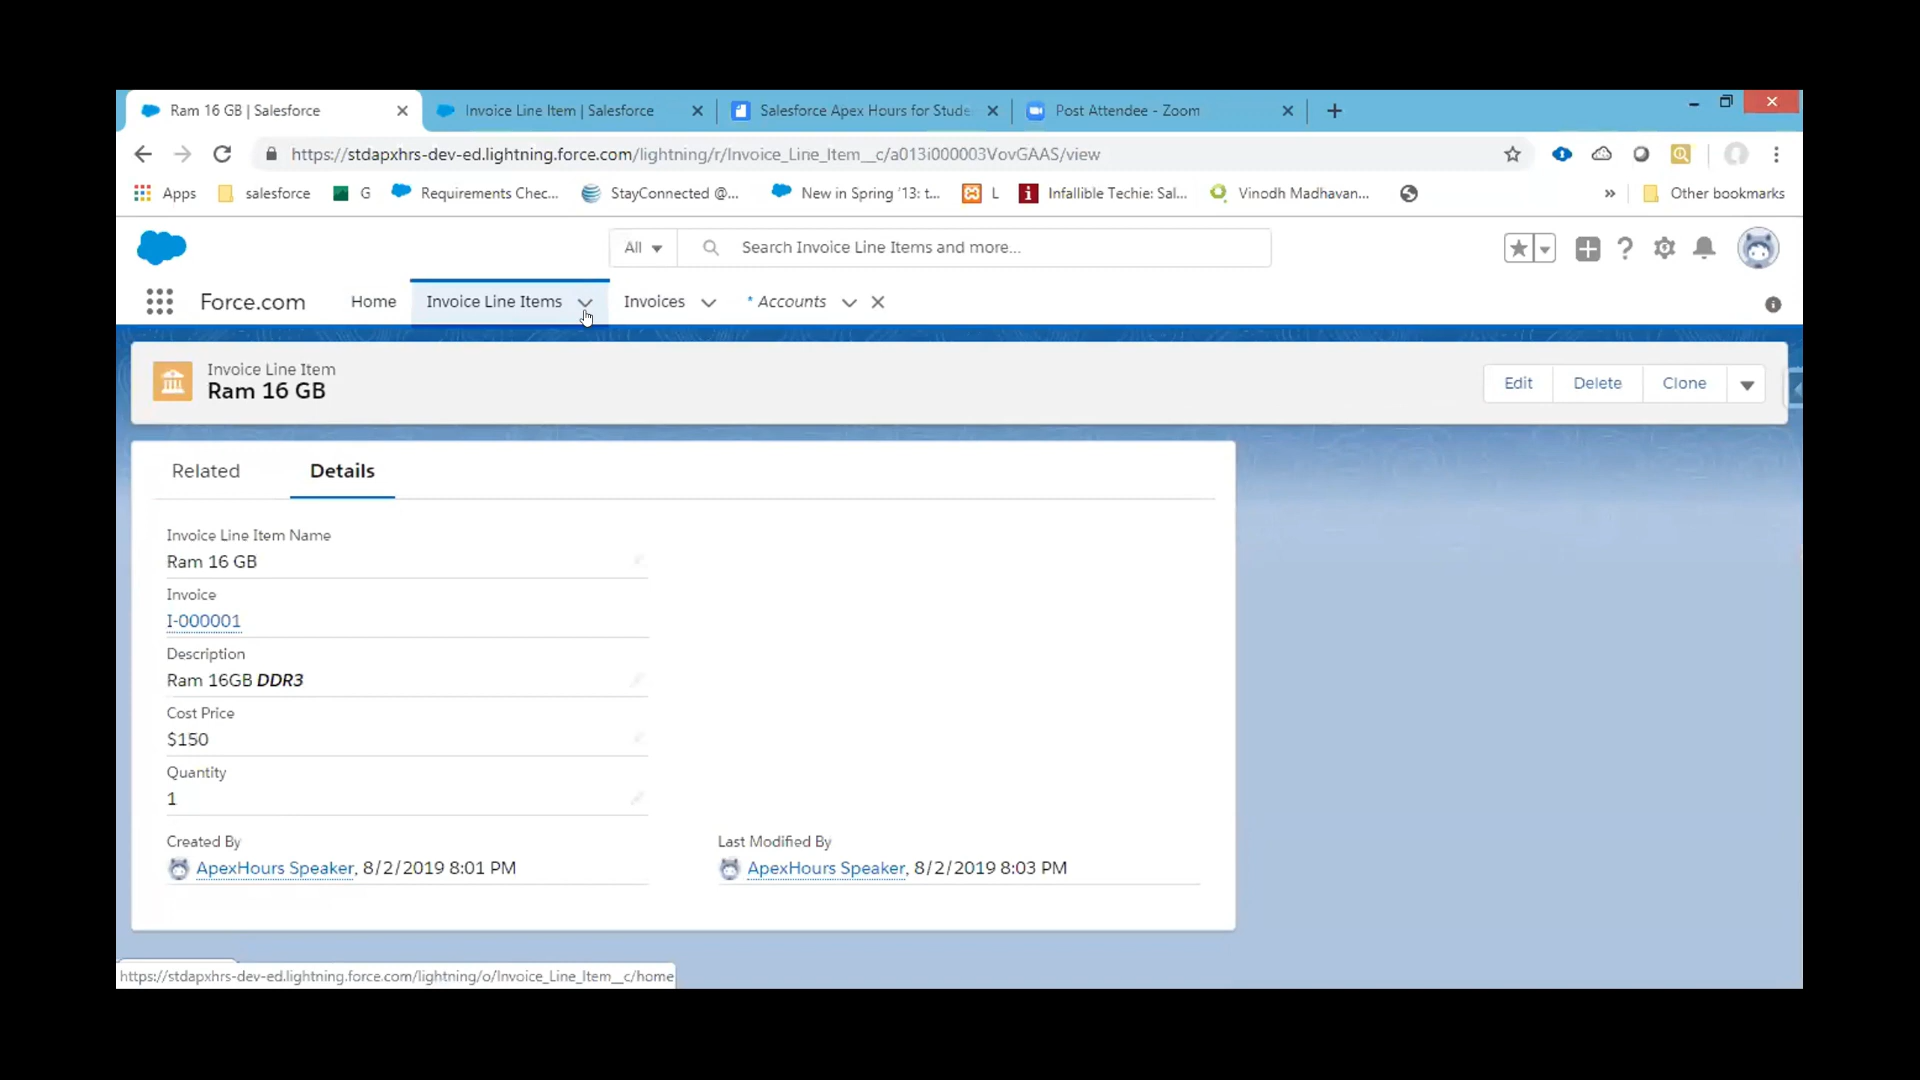 Ram 16 GB | Salesforce
Invoice Line Item | Salesforce
Salesforce Apex Hours for Stude
Post Attendee - Zoom
https://stdapxhrs-dev-ed.lightning.force.com/lightning/r/Invoice_Line_Item__c/a013i000003VovGAAS/view
Apps
salesforce
G
Requirements Chec...
StayConnected @...
New in Spring '13: t...
L
Infallible Techie: Sal...
Vinodh Madhavan...
»
Other bookmarks
All
Search Invoice Line Items and more...
Force.com
Home
Invoice Line Items
Invoices
* Accounts
Invoice Line Item
Ram 16 GB
Edit
Delete
Clone
Related
Details
Invoice Line Item Name
Ram 16 GB
Invoice
I-000001
Description
Ram 16GB DDR3
Cost Price
$150
Quantity
1
Created By
ApexHours Speaker, 8/2/2019 8:01 PM
Last Modified By
ApexHours Speaker, 8/2/2019 8:03 PM
https://stdapxhrs-dev-ed.lightning.force.com/lightning/o/Invoice_Line_Item__c/home